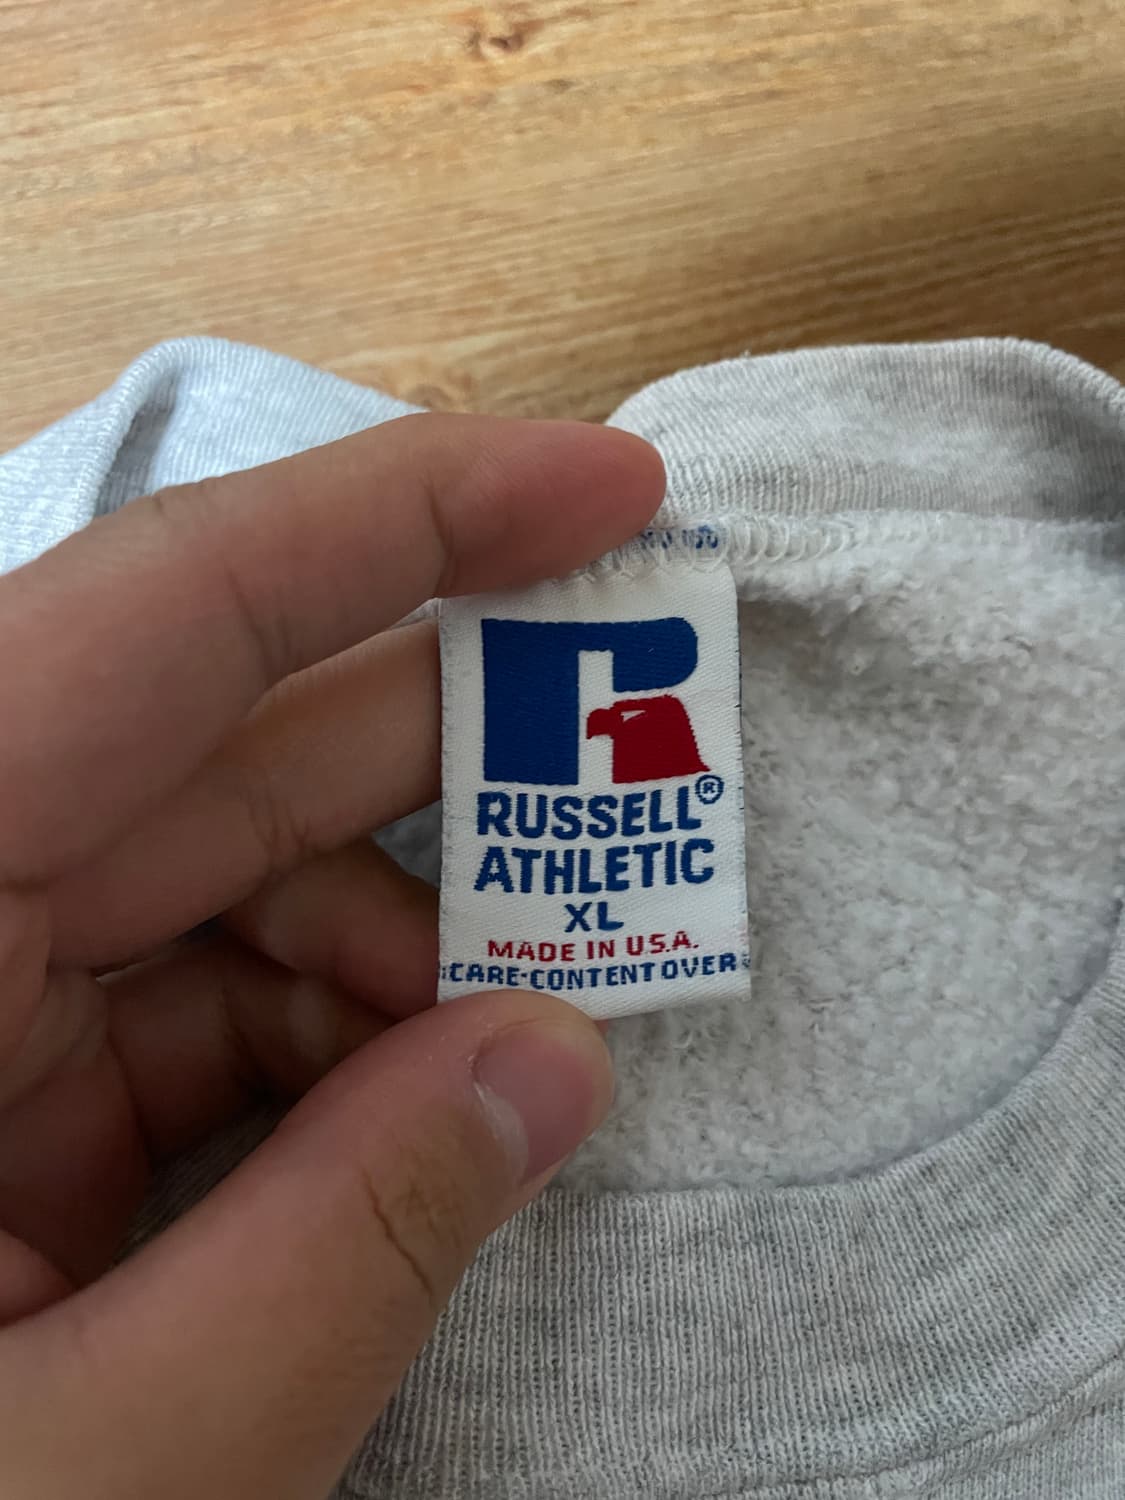 R
RUSSELL®
ATHLETIC
XL
MADE IN U.S.A.
CARE-CONTENT OVER